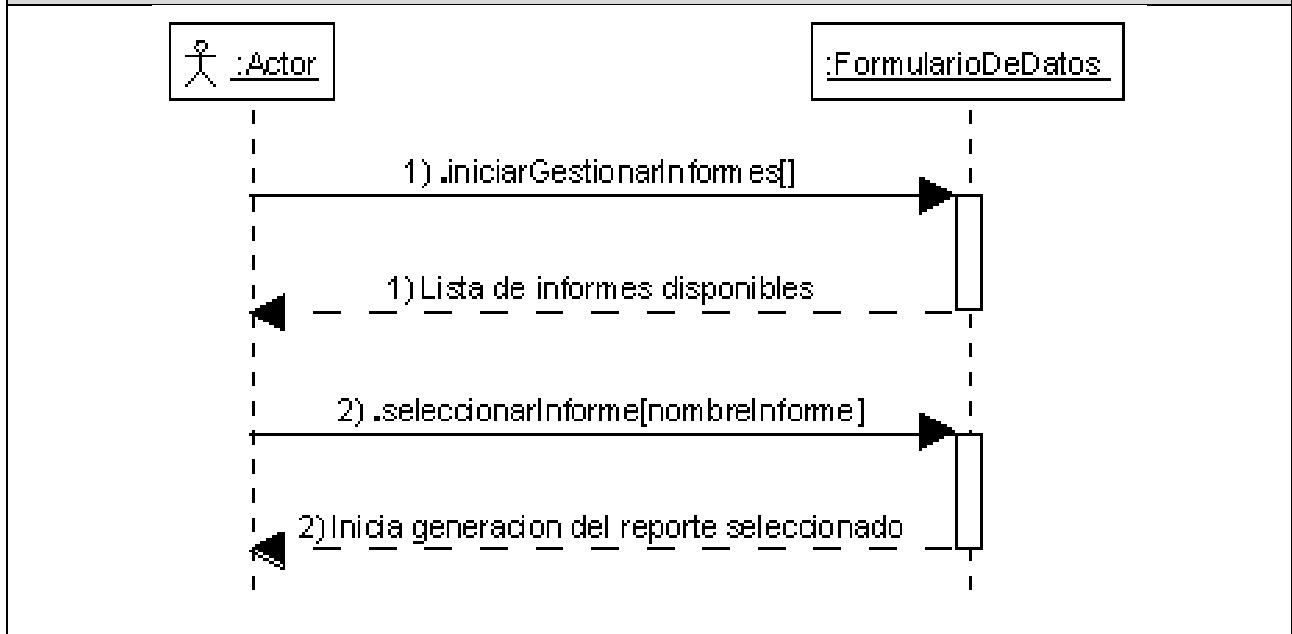 :Actor
:FormularioDeDatos
1) .iniciarGestionarInformes[]
1) Lista de informes disponibles
2) .seleccionarInforme[nombreInforme]
2) Inicia generacion del reporte seleccionado